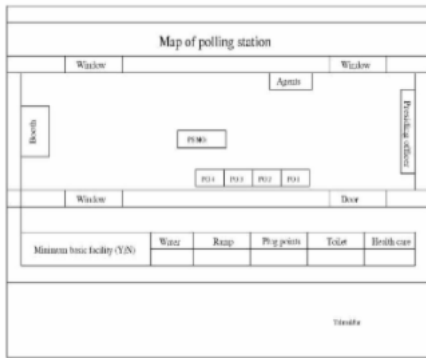 Map of polling station
Window
Window
Agents
Booth
Presiding officer
PO4
PO3
PO2
PO1
Window
Door
Minimum basic facility (Y/N)
Water
Ramp
Plug points
Toilet
Health care
Tahsildar